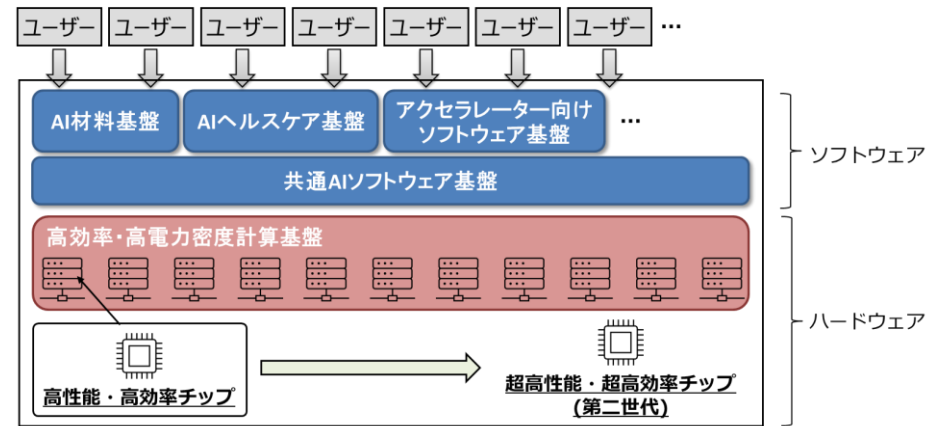 ユーザー ユーザー ユーザー ユーザー ユーザー ユーザー ユーザー …
AI材料基盤
AIヘルスケア基盤
アクセラレーター向け
ソフトウェア基盤
…
共通AIソフトウェア基盤
ソフトウェア
高効率・高電力密度計算基盤
ハードウェア
高性能・高効率チップ
超高性能・超高効率チップ
(第二世代)